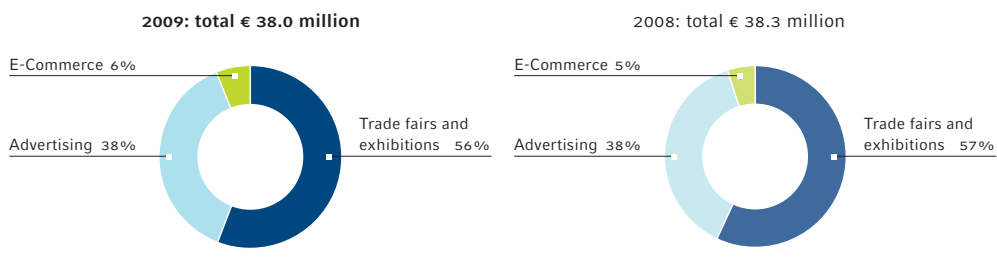 2009: total € 38.0 million
E-Commerce 6%
Advertising 38%
Trade fairs and
exhibitions 56%
2008: total € 38.3 million
E-Commerce 5%
Advertising 38%
Trade fairs and
exhibitions 57%